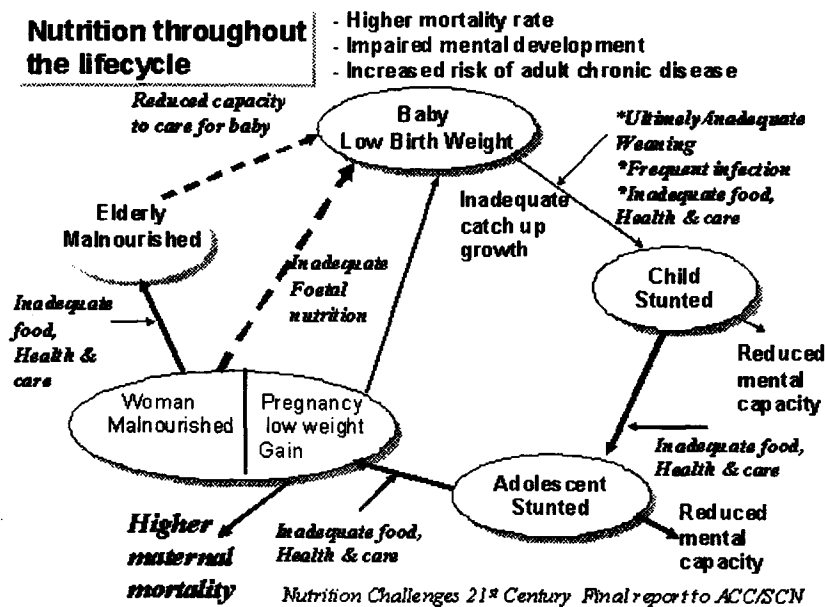 Nutrition throughout
the lifecycle
- Higher mortality rate
- Impaired mental development
- Increased risk of adult chronic disease
Reduced capacity
to care for baby
Baby
Low Birth Weight
*Ultimely/inadequate
Weaning
*Frequent infection
*Inadequate food,
Health & care
Inadequate
catch up
growth
Elderly
Malnourished
Inadequate
Foetal
nutrition
Child
Stunted
Inadequate
food,
Health &
care
Reduced
mental
capacity
Woman
Malnourished
Pregnancy
low weight
Gain
Inadequate food,
Health & care
Adolescent
Stunted
Higher
maternal
mortality
Inadequate food,
Health & care
Reduced
mental
capacity
Nutrition Challenges 21st Century Final report to ACC/SCN